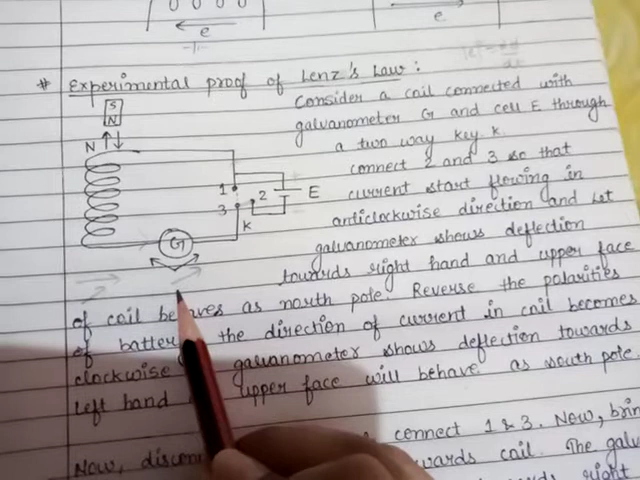 e
e
# Experimental proof of Lenz's Law :
Consider a coil connected with
galvanometer G and cell E through
a two way key K.
connect 2 and 3 so that
current start flowing in
anticlockwise direction and let
galvanometer shows deflection
towards right hand and upper face
of coil behaves as north pole. Reverse the polarities
of batter the direction of current in coil becomes
clockwise galvanometer shows deflection towards
left hand upper face will behave as south pole.
Now, connect 1 & 3. Now,
towards coil. The
right
S
N
N
1
2
3
E
K
G